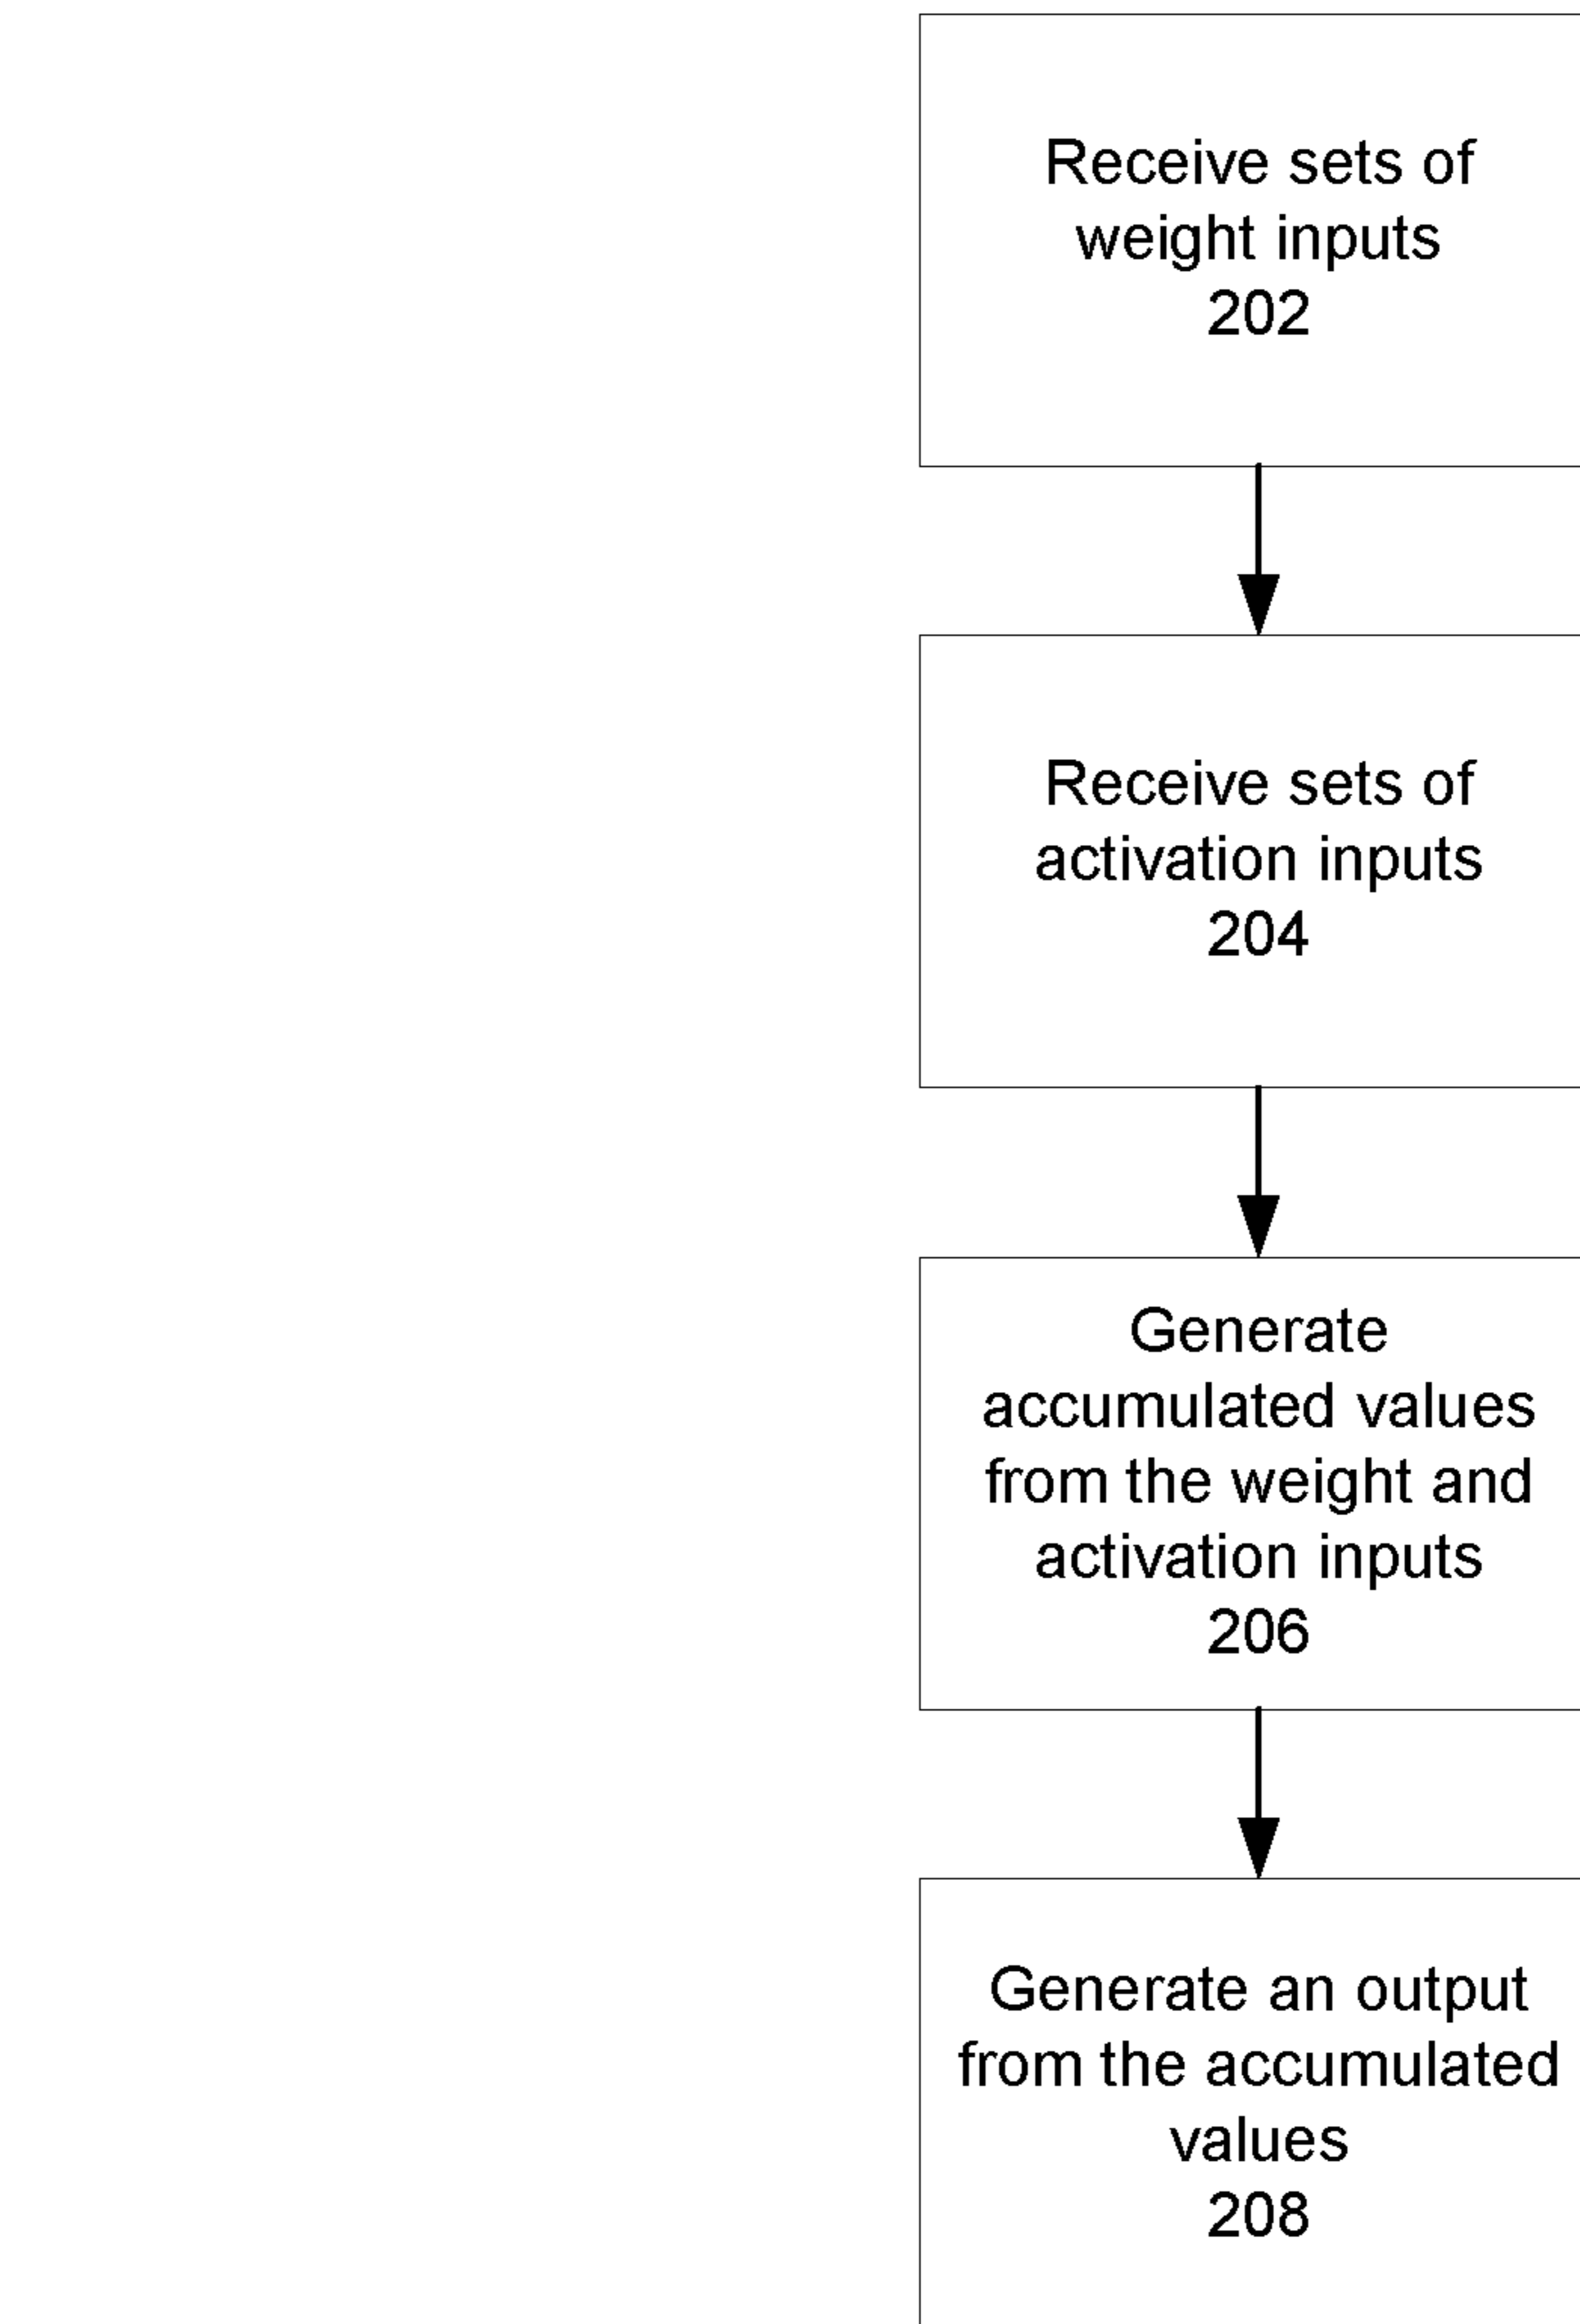 Receive sets of
weight inputs
202
Receive sets of
activation inputs
204
Generate
accumulated values
from the weight and
activation inputs
206
Generate an output
from the accumulated
values
208